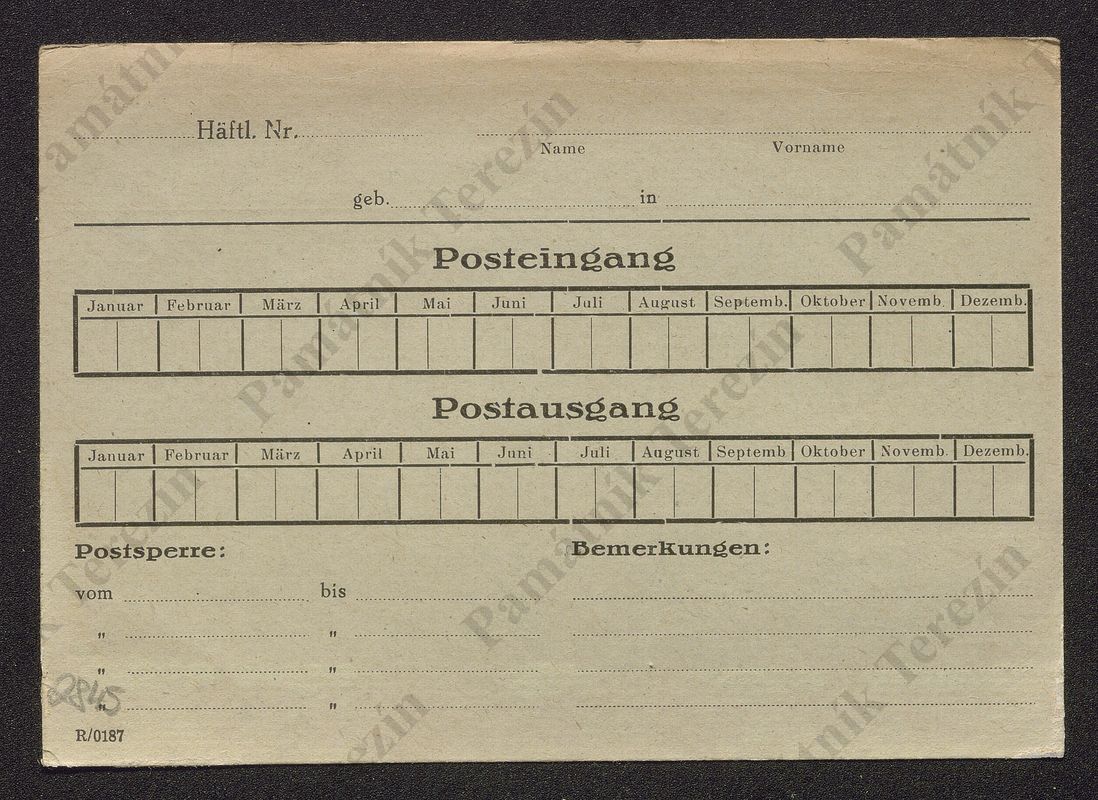 Häftl. Nr.
Name Vorname
geb. in
Posteingang
Januar Februar März April Mai Juni Juli August Septemb. Oktober Novemb. Dezemb.
Postausgang
Januar Februar März April Mai Juni Juli August Septemb Oktober Novemb. Dezemb.
Postsperre: Bemerkungen:
vom bis
" "
" "
" "
2845
R/0187
Památník Terezín